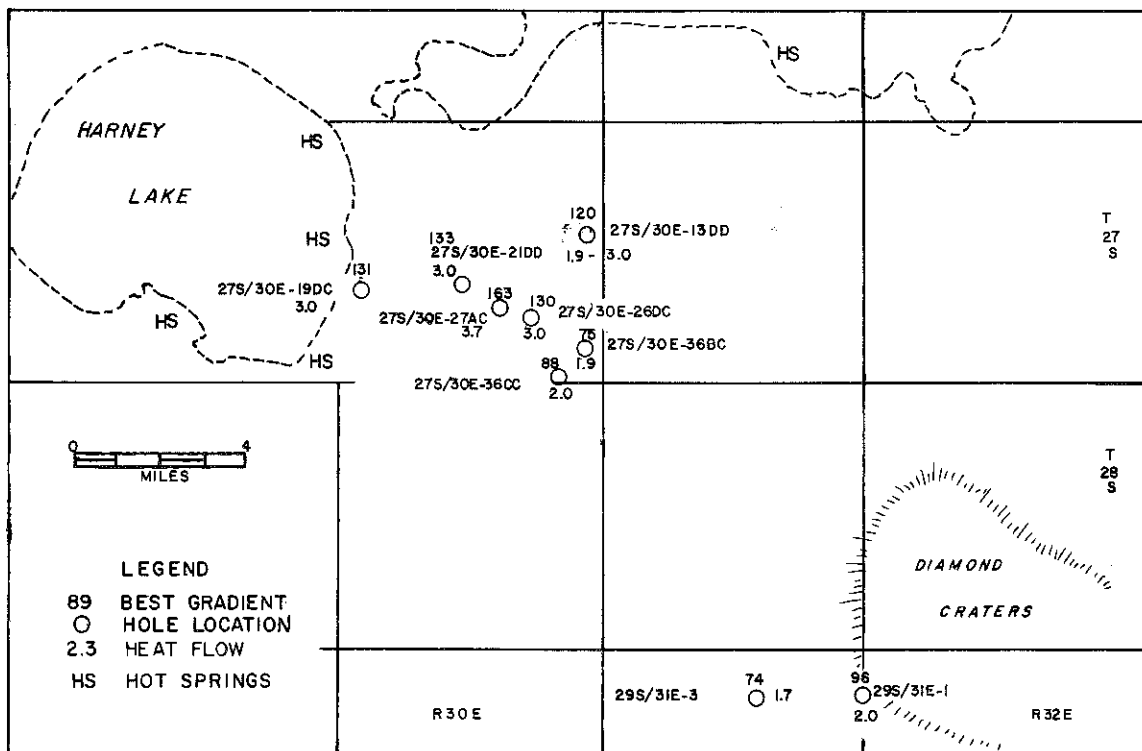 HS
HARNEY
HS
LAKE
120
T
27
S
HS
133
27S/30E-13DD
27S/30E-21DD
1.9 - 3.0
131
3.0
27S/30E-19DC
163
3.0
130
27S/30E-27AC
27S/30E-26DC
HS
3.7
3.0
76
27S/30E-36BC
HS
88
1.9
27S/30E-36CC
2.0
0
4
MILES
T
28
S
LEGEND
DIAMOND
89 BEST GRADIENT
HOLE LOCATION
CRATERS
2.3 HEAT FLOW
HS HOT SPRINGS
74
96
29S/31E-3
1.7
29S/31E-1
R30E
2.0
R32E